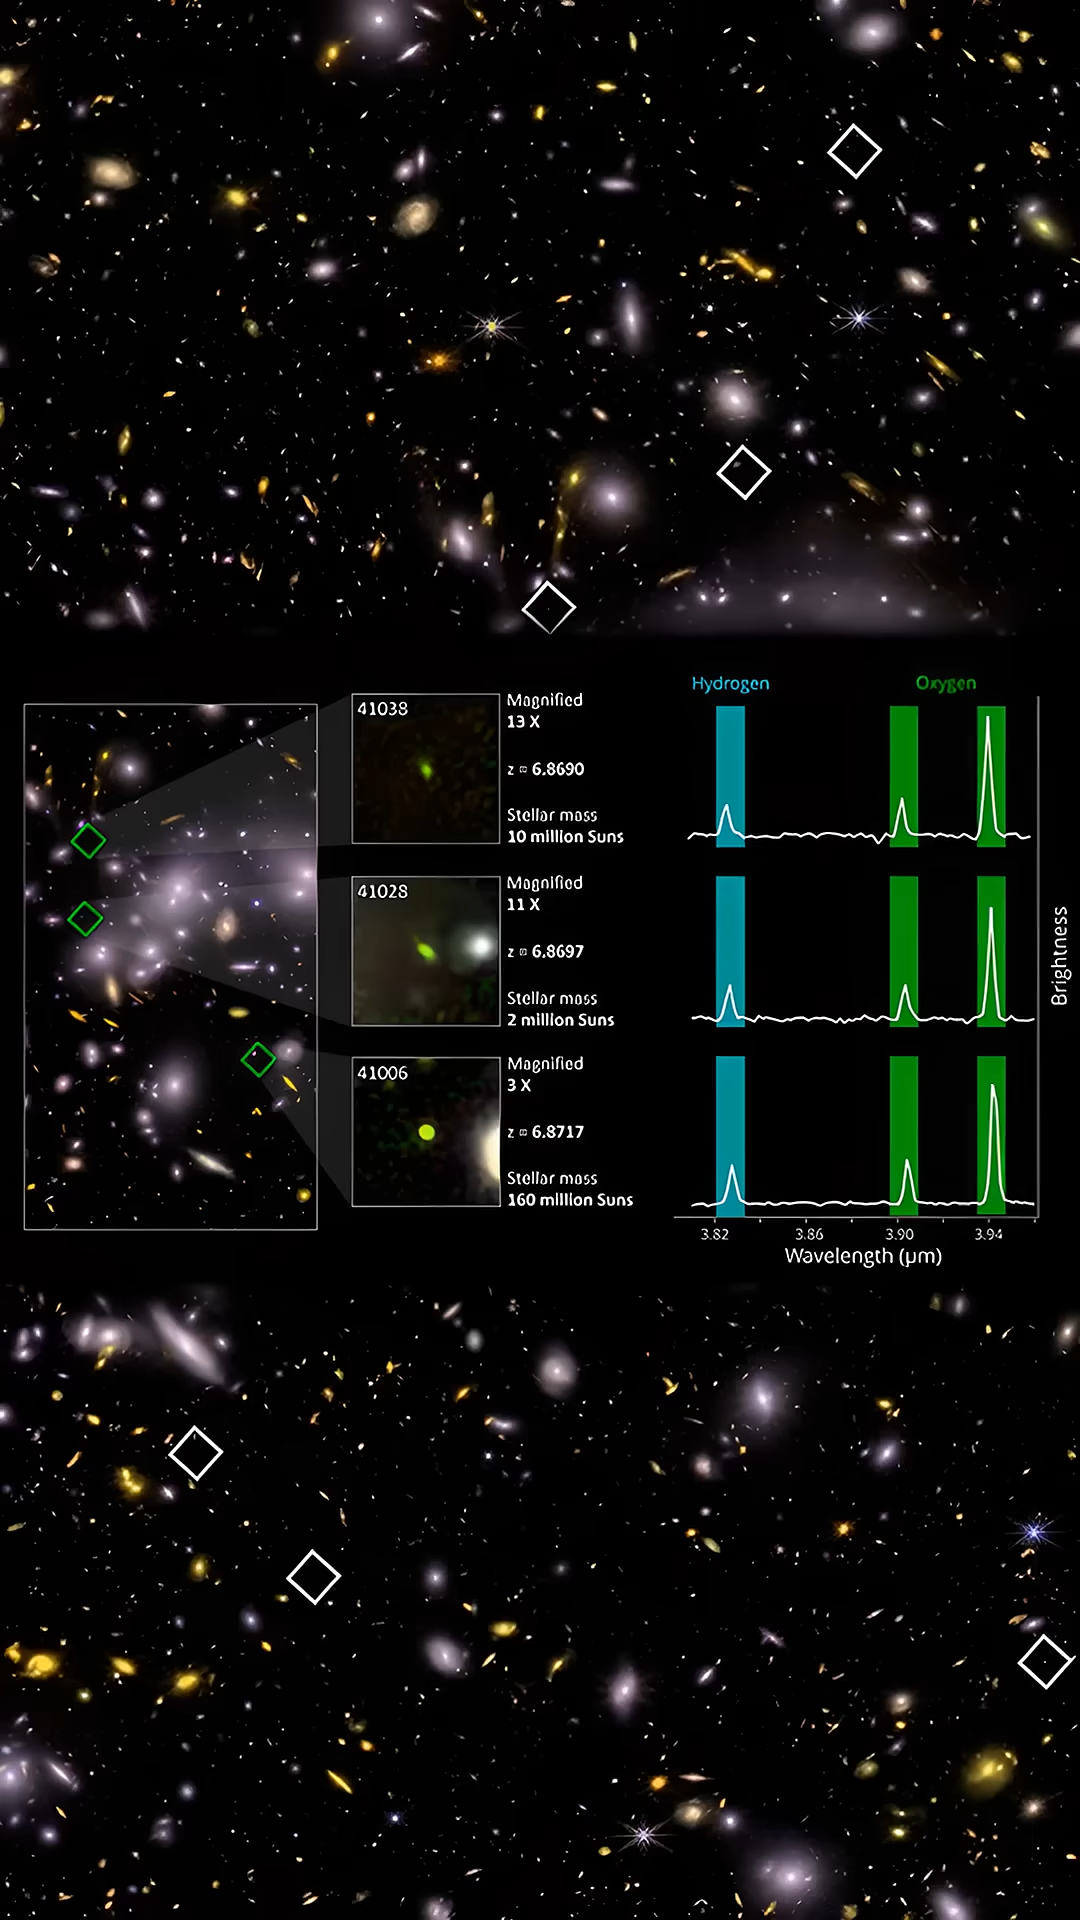 Hydrogen
Oxygen
41038
Magnified
13 X
z = 6.8690
Stellar mass
10 million Suns
41028
Magnified
11 X
z = 6.8697
Stellar mass
2 million Suns
41006
Magnified
3 X
z = 6.8717
Stellar mass
160 million Suns
Brightness
3.82 3.86 3.90 3.94
Wavelength (µm)